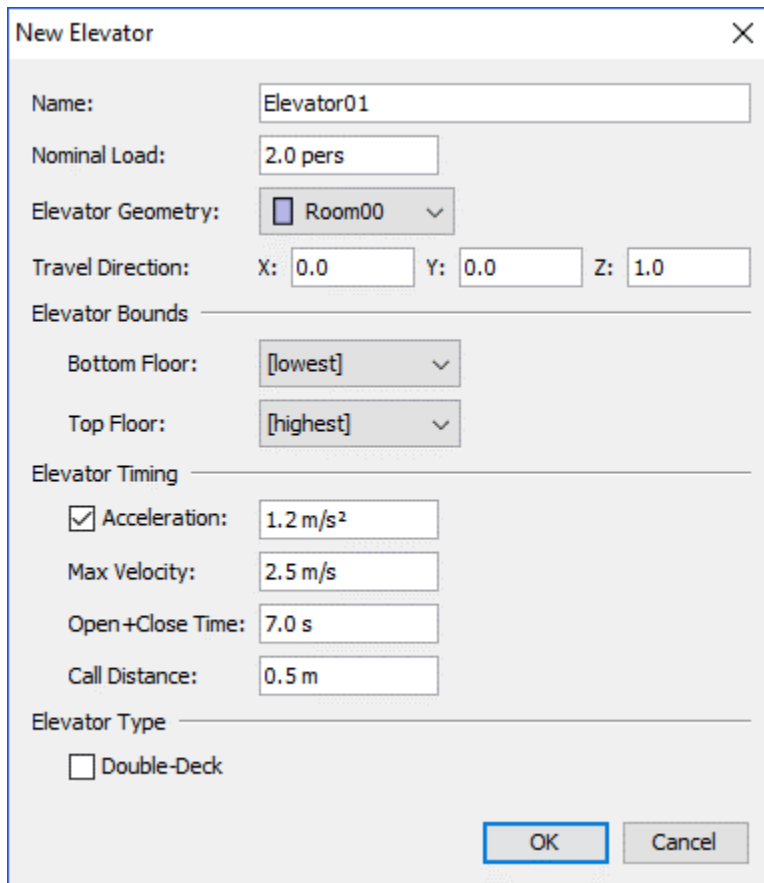 New Elevator
Name: Elevator01
Nominal Load: 2.0 pers
Elevator Geometry: Room00
Travel Direction: X: 0.0 Y: 0.0 Z: 1.0
Elevator Bounds
Bottom Floor: [lowest]
Top Floor: [highest]
Elevator Timing
Acceleration: 1.2 m/s²
Max Velocity: 2.5 m/s
Open+Close Time: 7.0 s
Call Distance: 0.5 m
Elevator Type
Double-Deck
OK Cancel